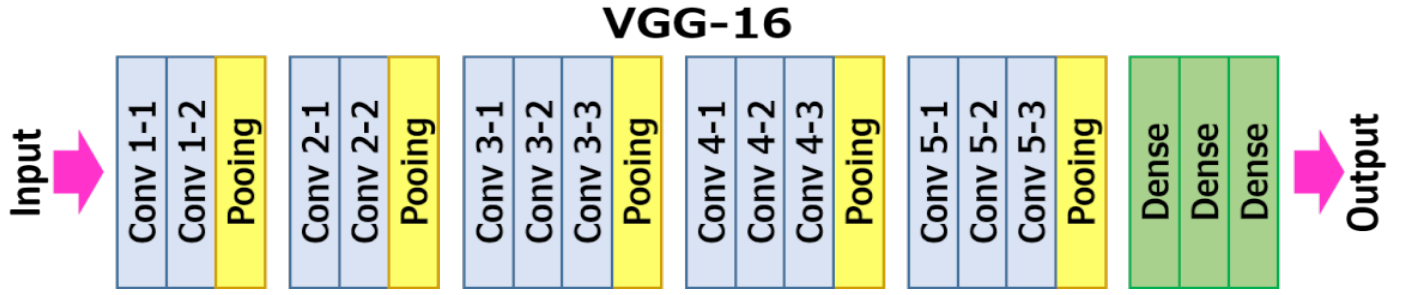 VGG-16
Input
Conv 1-1
Conv 1-2
Pooing
Conv 2-1
Conv 2-2
Pooing
Conv 3-1
Conv 3-2
Conv 3-3
Pooing
Conv 4-1
Conv 4-2
Conv 4-3
Pooing
Conv 5-1
Conv 5-2
Conv 5-3
Pooing
Dense
Dense
Dense
Output